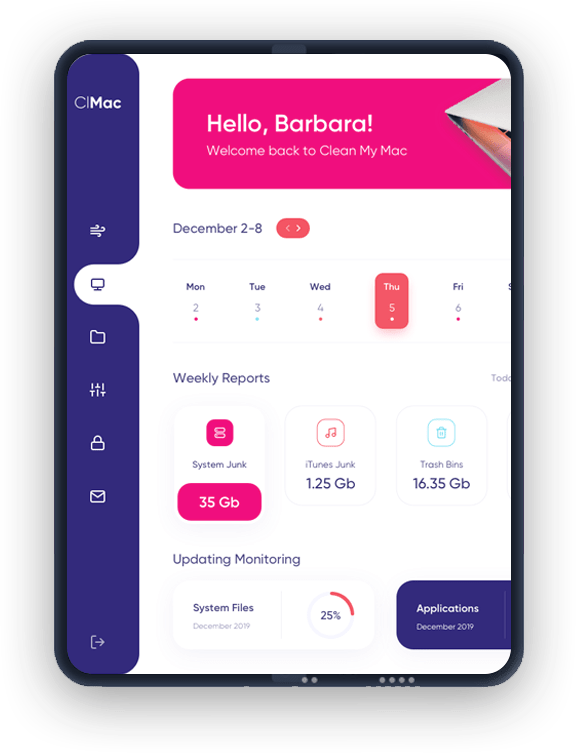 ClMac
Hello, Barbara!
Welcome back to Clean My Mac
December 2-8
Mon Tue Wed Thu Fri
2 3 4 5 6
Weekly Reports
System Junk iTunes Junk Trash Bins
35 Gb 1.25 Gb 16.35 Gb
Updating Monitoring
System Files
December 2019
25%
Applications
December 2019